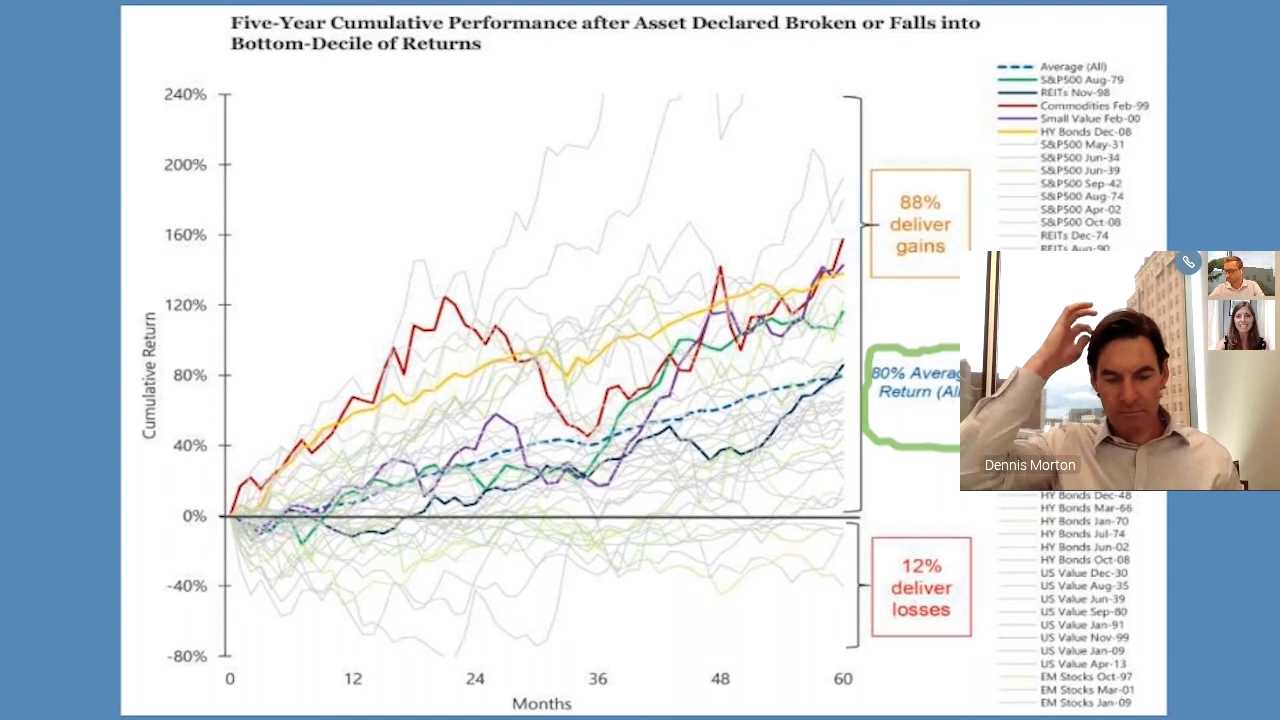 Five-Year Cumulative Performance after Asset Declared Broken or Falls into
Bottom-Decile of Returns
240%
200%
160%
120%
80%
40%
0%
-40%
-80%
Cumulative Return
0
12
24
36
48
60
Months
88%
deliver
gains
80% Averag
Return (All
12%
deliver
losses
Average (All)
S&P500 Aug-79
REITs Nov-98
Commodities Feb-99
Small Value Feb-00
HY Bonds Dec-08
S&P500 May-31
S&P500 Jun-34
S&P500 Jun-39
S&P500 Sep-42
S&P500 Aug-74
S&P500 Apr-02
S&P500 Oct-08
REITs Dec-74
REITs Aug-90
Dennis Morton
HY Bonds Dec-48
HY Bonds Mar-66
HY Bonds Jan-70
HY Bonds Jul-74
HY Bonds Jun-02
HY Bonds Oct-08
US Value Dec-30
US Value Aug-35
US Value Jun-39
US Value Sep-80
US Value Jan-91
US Value Nov-99
US Value Jan-09
US Value Apr-13
EM Stocks Oct-97
EM Stocks Mar-01
EM Stocks Jan-09